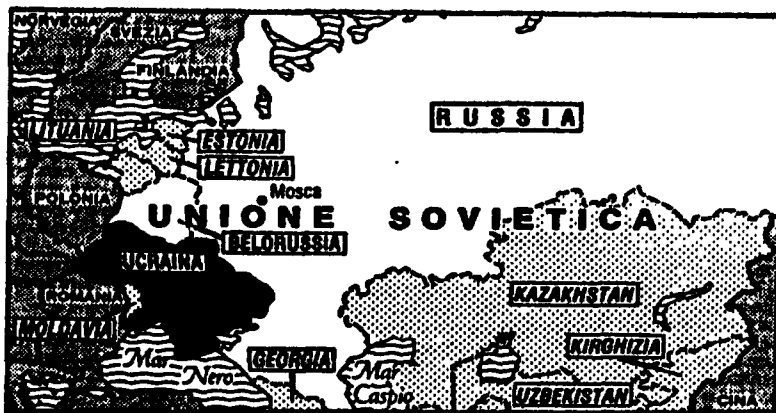 NORVEGIA
SVEZIA
FINLANDIA
RUSSIA
LITUANIA
ESTONIA
LETTONIA
POLONIA
Mosca
UNIONE SOVIETICA
BELORUSSIA
UCRAINA
ROMANIA
KAZAKHSTAN
MOLDAVIA
Mar Nero
GEORGIA
Mar Caspio
KIRGHIZIA
UZBEKISTAN
CINA